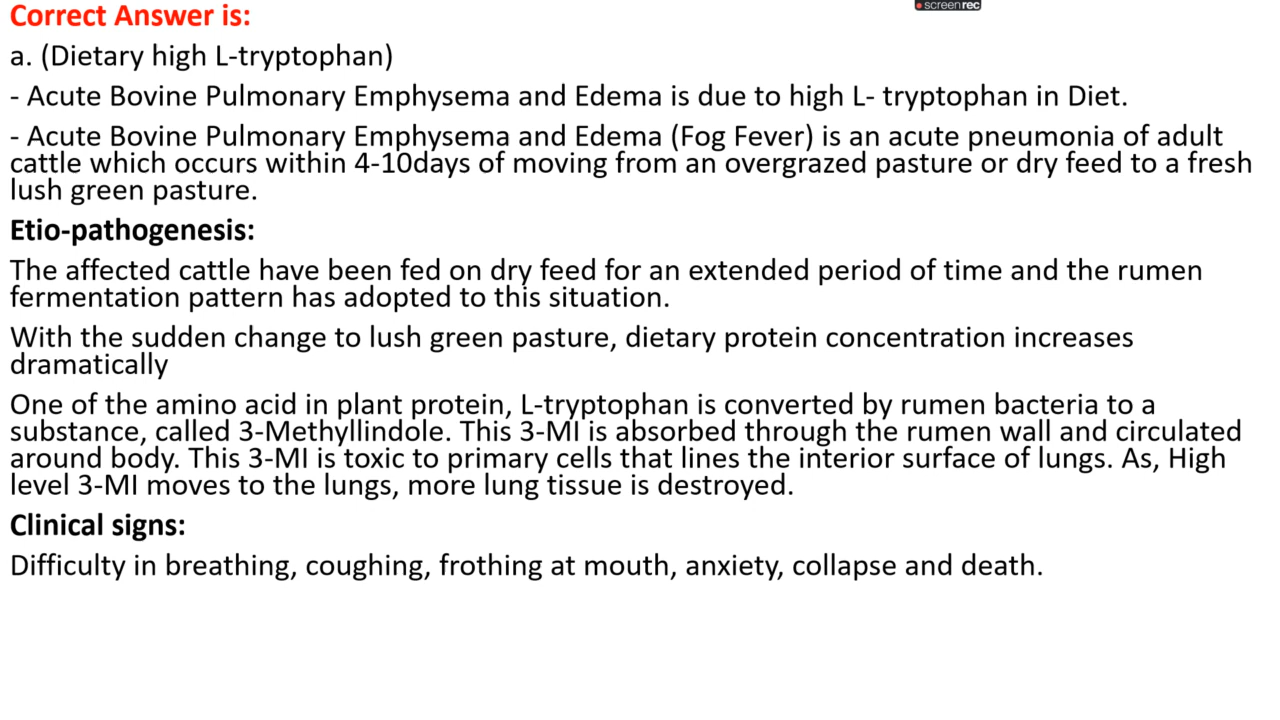 screenrec
Correct Answer is:
a. (Dietary high L-tryptophan)
- Acute Bovine Pulmonary Emphysema and Edema is due to high L- tryptophan in Diet.
- Acute Bovine Pulmonary Emphysema and Edema (Fog Fever) is an acute pneumonia of adult
cattle which occurs within 4-10days of moving from an overgrazed pasture or dry feed to a fresh
lush green pasture.
Etio-pathogenesis:
The affected cattle have been fed on dry feed for an extended period of time and the rumen
fermentation pattern has adopted to this situation.
With the sudden change to lush green pasture, dietary protein concentration increases
dramatically
One of the amino acid in plant protein, L-tryptophan is converted by rumen bacteria to a
substance, called 3-Methyllindole. This 3-MI is absorbed through the rumen wall and circulated
around body. This 3-MI is toxic to primary cells that lines the interior surface of lungs. As, High
level 3-MI moves to the lungs, more lung tissue is destroyed.
Clinical signs:
Difficulty in breathing, coughing, frothing at mouth, anxiety, collapse and death.